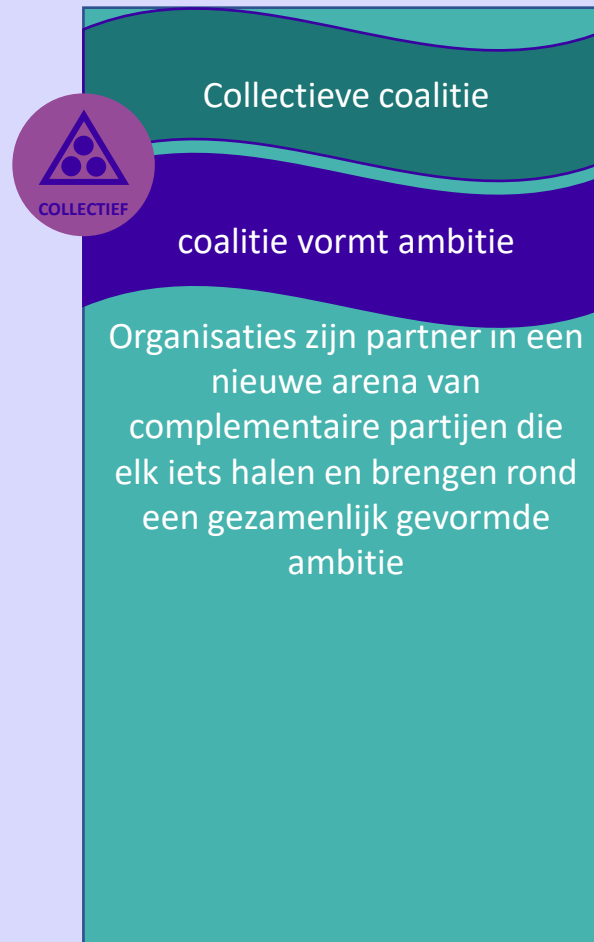 Collectieve coalitie
COLLECTIEF
coalitie vormt ambitie
Organisaties zijn partner in een
nieuwe arena van
complementaire partijen die
elk iets halen en brengen rond
een gezamenlijk gevormde
ambitie